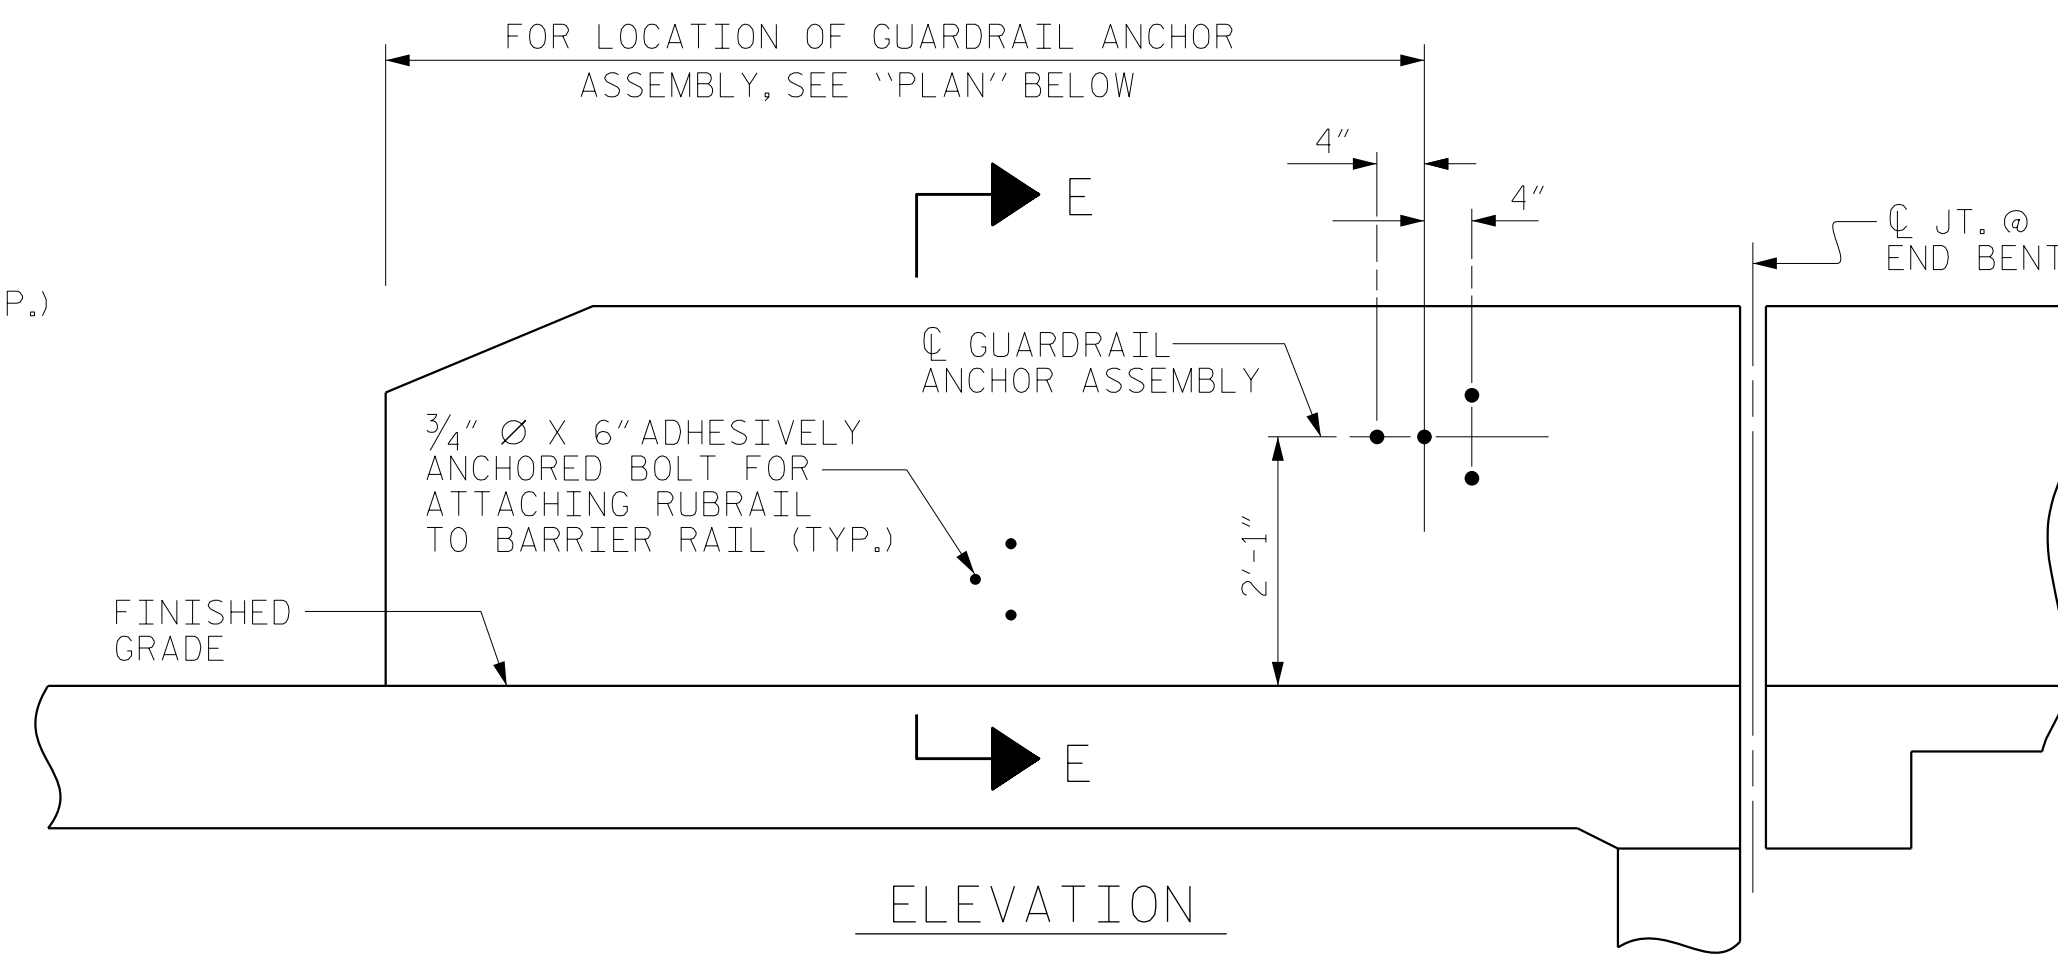 FOR LOCATION OF GUARDRAIL ANCHOR
ASSEMBLY, SEE ‶PLAN″ BELOW
4″
4″
E
℄ JT. @
END BENT
P.)
℄ GUARDRAIL
ANCHOR ASSEMBLY
3/4″ Ø X 6″ ADHESIVELY
ANCHORED BOLT FOR
ATTACHING RUBRAIL
TO BARRIER RAIL (TYP.)
2′-1″
FINISHED
GRADE
E
ELEVATION